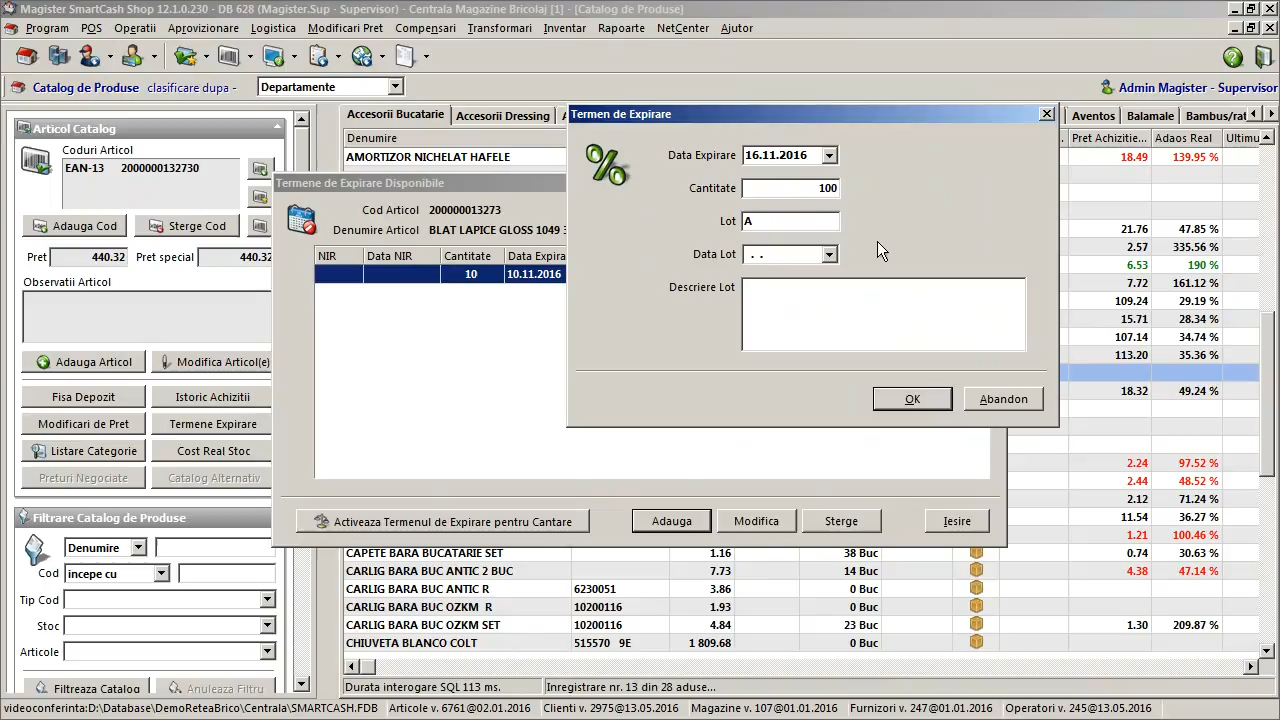 Magister SmartCash Shop 12.1.0.230 - DB 628 (Magister.Sup - Supervisor) - Centrala Magazine Bricolaj [1] - [Catalog de Produse]
Program POS Operatii Aprovizionare Logistica Modificari Pret Compensari Transformari Inventar Rapoarte NetCenter Ajutor
Catalog de Produse clasificare dupa - Departamente Admin Magister - Supervisor
Articol Catalog
Coduri Articol
EAN-13 2000000132730
Adauga Cod Sterge Cod
Pret 440.32 Pret special 440.32
Observatii Articol
Adauga Articol Modifica Articol(e)
Fisa Depozit Istoric Achizitii
Modificari de Pret Termene Expirare
Listare Categorie Cost Real Stoc
Preturi Negociate Catalog Alternativ
Filtrare Catalog de Produse
Denumire
Cod incepe cu
Tip Cod
Stoc
Articole
Filtreaza Catalog Anuleaza Filtru
Accesorii Bucatarie Accesorii Dressing Aventos Balamale
Denumire Pret Achizitie... Adaos Real
AMORTIZOR NICHELAT HAFELE 18.49 139.95 %
21.76 47.85 %
2.57 335.56 %
6.53 190 %
7.72 161.12 %
109.24 29.19 %
15.71 28.34 %
107.14 34.74 %
113.20 35.36 %
18.32 49.24 %
2.24 97.52 %
2.44 48.52 %
2.12 71.24 %
11.54 36.27 %
1.21 100.46 %
CAPETE BARA BUCATARIE SET 1.16 38 Buc 0.74 30.63 %
CARLIG BARA BUC ANTIC 2 BUC 7.73 14 Buc 4.38 47.14 %
CARLIG BARA BUC ANTIC R 6230051 3.86 0 Buc
CARLIG BARA BUC OZKM R 10200116 1.93 0 Buc
CARLIG BARA BUC OZKM SET 10200116 4.84 23 Buc 1.30 209.87 %
CHIUVETA BLANCO COLT 515570 9E 1 809.68 0 Buc
Durata interogare SQL 113 ms. Inregistrare nr. 13 din 28 aduse...
Termene de Expirare Disponibile
Cod Articol 200000013273
Denumire Articol BLAT LAPICE GLOSS 1049
NIR Data NIR Cantitate Data Expira
10 10.11.2016
Activeaza Termenul de Expirare pentru Cantare Adauga Modifica Sterge Iesire
Termen de Expirare
Data Expirare 16.11.2016
Cantitate 100
Lot A
Data Lot . .
Descriere Lot
OK Abandon
videoconferinta:D:\Database\DemoReteaBrico\Centrala\SMARTCASH.FDB Articole v. 6761@02.01.2016 Clienti v. 2975@13.05.2016 Magazine v. 107@01.01.2016 Furnizori v. 247@01.01.2016 Operatori v. 245@13.05.2016